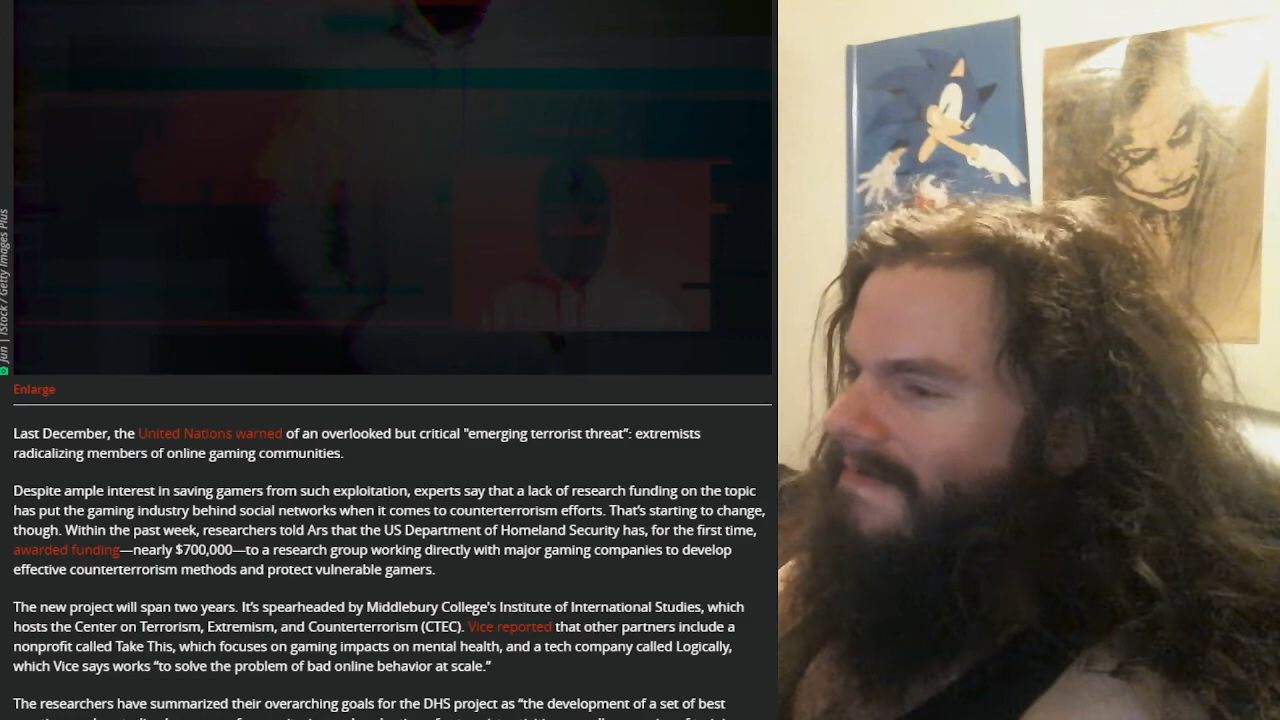 Jun | iStock / Getty Images Plus
Enlarge
Last December, the United Nations warned of an overlooked but critical "emerging terrorist threat”: extremists
radicalizing members of online gaming communities.
Despite ample interest in saving gamers from such exploitation, experts say that a lack of research funding on the topic
has put the gaming industry behind social networks when it comes to counterterrorism efforts. That’s starting to change,
though. Within the past week, researchers told Ars that the US Department of Homeland Security has, for the first time,
awarded funding—nearly $700,000—to a research group working directly with major gaming companies to develop
effective counterterrorism methods and protect vulnerable gamers.
The new project will span two years. It’s spearheaded by Middlebury College’s Institute of International Studies, which
hosts the Center on Terrorism, Extremism, and Counterterrorism (CTEC). Vice reported that other partners include a
nonprofit called Take This, which focuses on gaming impacts on mental health, and a tech company called Logically,
which Vice says works “to solve the problem of bad online behavior at scale.”
The researchers have summarized their overarching goals for the DHS project as “the development of a set of best